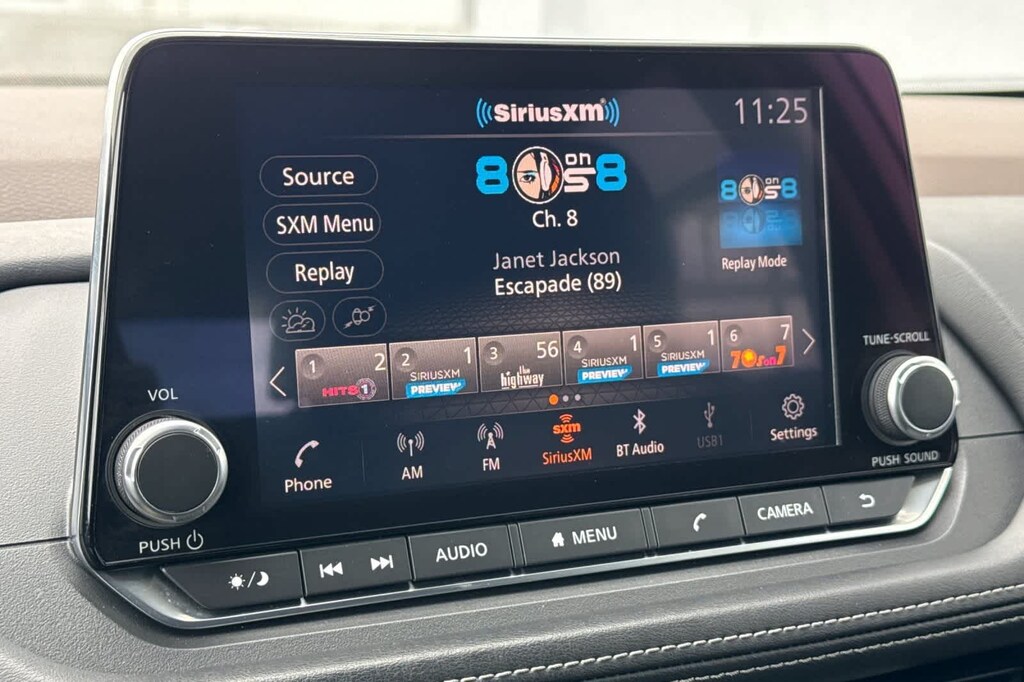 SiriusXM
11:25
Source
SXM Menu
Replay
8 on 8
Ch. 8
Janet Jackson
Escapade (89)
8 on 8
Replay Mode
1 2 HITS 1
2 1 SIRIUSXM PREVIEW
3 56 the highway
4 1 SIRIUSXM PREVIEW
5 1 SIRIUSXM PREVIEW
6 7 70s on 7
Phone
AM
FM
sxm
SiriusXM
BT Audio
USB1
Settings
VOL
PUSH
TUNE·SCROLL
PUSH SOUND
AUDIO
MENU
CAMERA